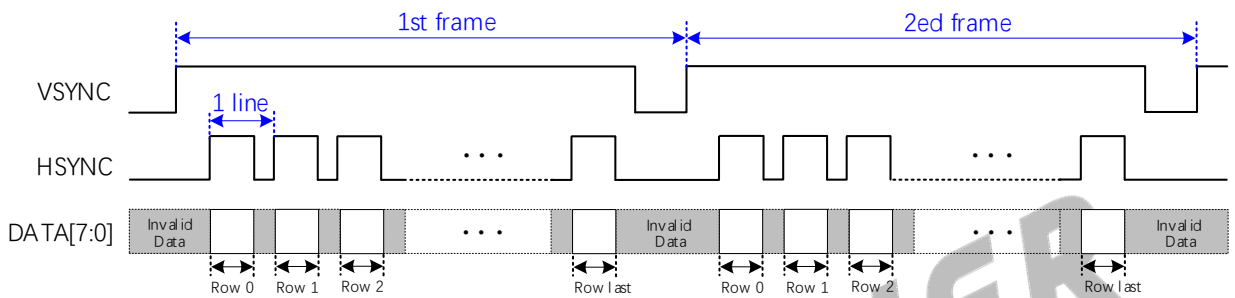 1st frame 2ed frame
VSYNC
1 line
HSYNC
· · · · · ·
DATA[7:0] Invalid Data · · · Invalid Data · · · Invalid Data
Row 0 Row 1 Row 2 Row last Row 0 Row 1 Row 2 Row last